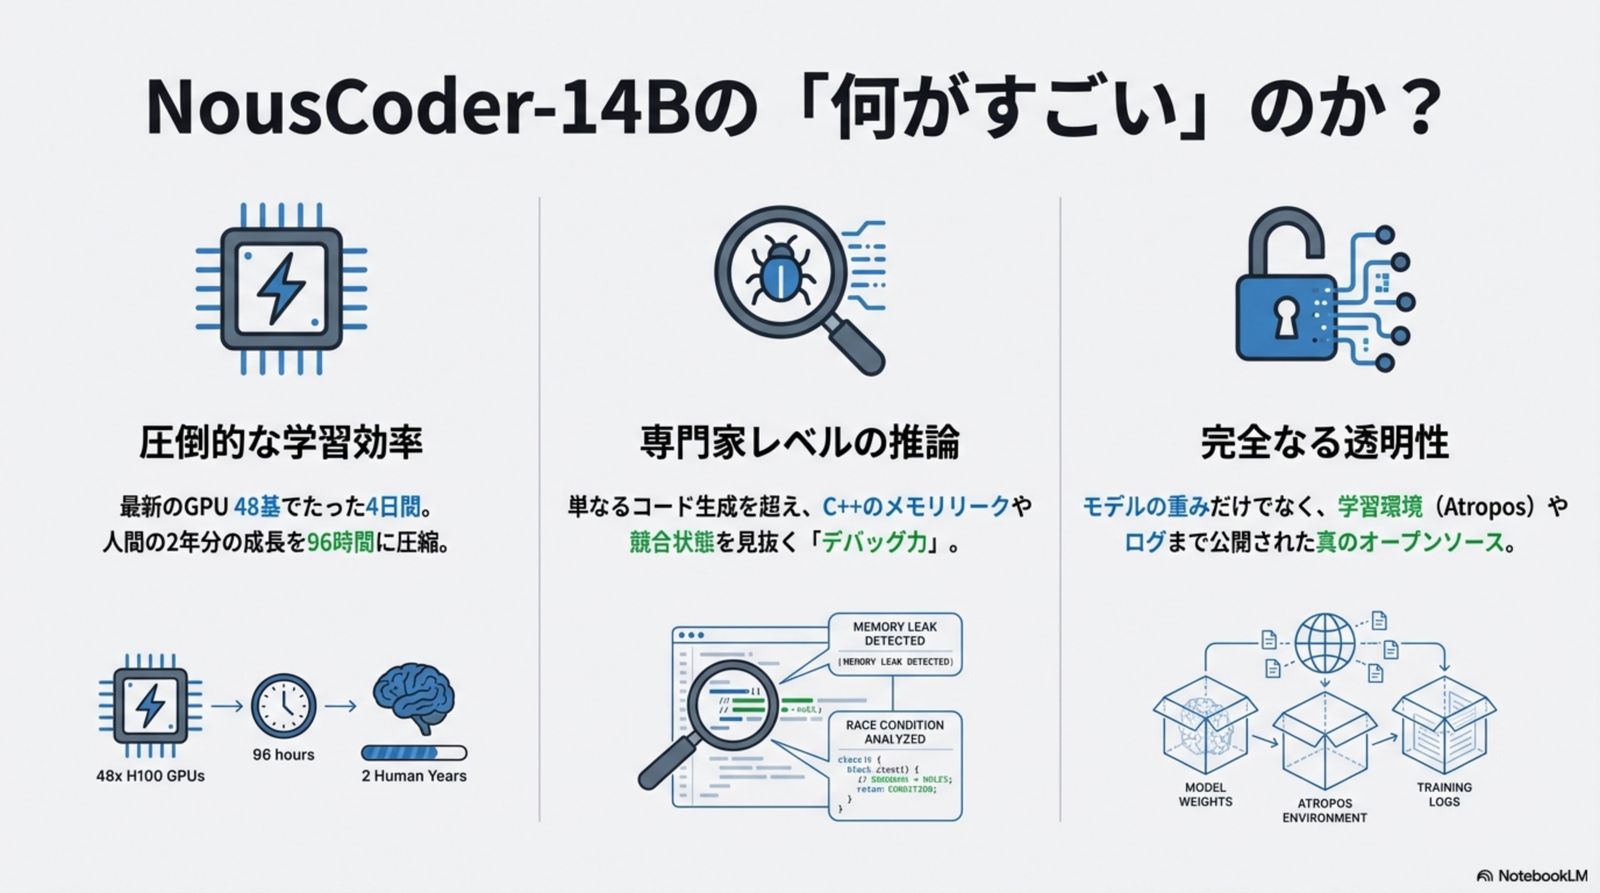 NousCoder-14Bの「何がすごい」のか？
圧倒的な学習効率
最新のGPU 48基でたった4日間。
人間の2年分の成長を96時間に圧縮。
48x H100 GPUs
96 hours
2 Human Years
専門家レベルの推論
単なるコード生成を超え、C++のメモリリークや
競合状態を見抜く「デバッグ力」。
MEMORY LEAK
DETECTED
[MEMORY LEAK DETECTED]
RACE CONDITION
ANALYZED
完全なる透明性
モデルの重みだけでなく、学習環境（Atropos）や
ログまで公開された真のオープンソース。
MODEL
WEIGHTS
ATROPOS
ENVIRONMENT
TRAINING
LOGS
NotebookLM